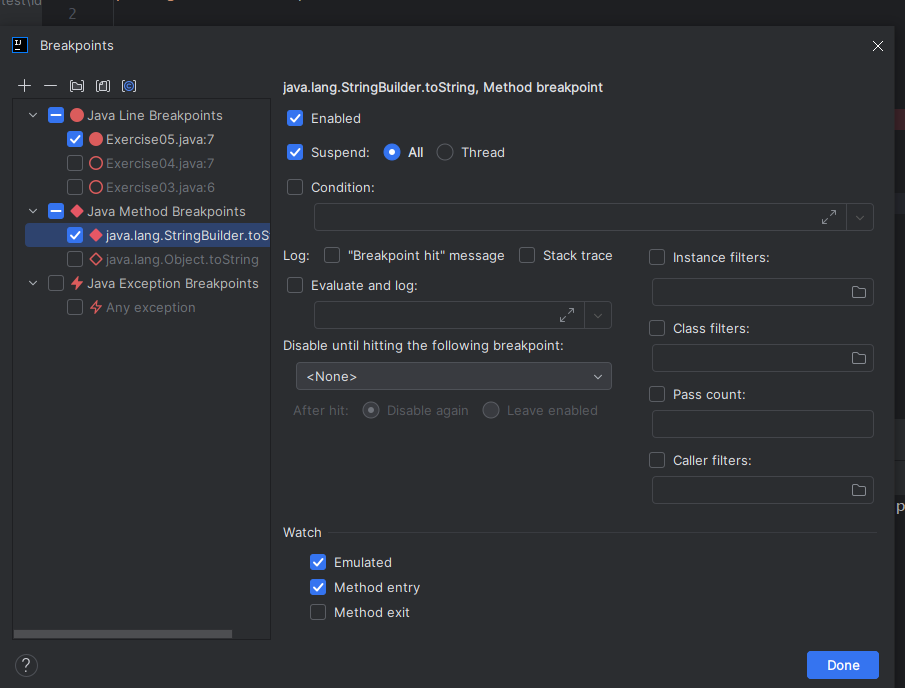 2
Breakpoints
java.lang.StringBuilder.toString, Method breakpoint
Java Line Breakpoints
Enabled
Exercise05.java:7
Suspend: All Thread
Exercise04.java:7
Exercise03.java:6
Condition:
Java Method Breakpoints
java.lang.StringBuilder.toS
java.lang.Object.toString
Log: "Breakpoint hit" message Stack trace
Instance filters:
Java Exception Breakpoints
Evaluate and log:
Any exception
Class filters:
Disable until hitting the following breakpoint:
<None>
Pass count:
After hit: Disable again Leave enabled
Caller filters:
Watch
Emulated
Method entry
Method exit
?
Done